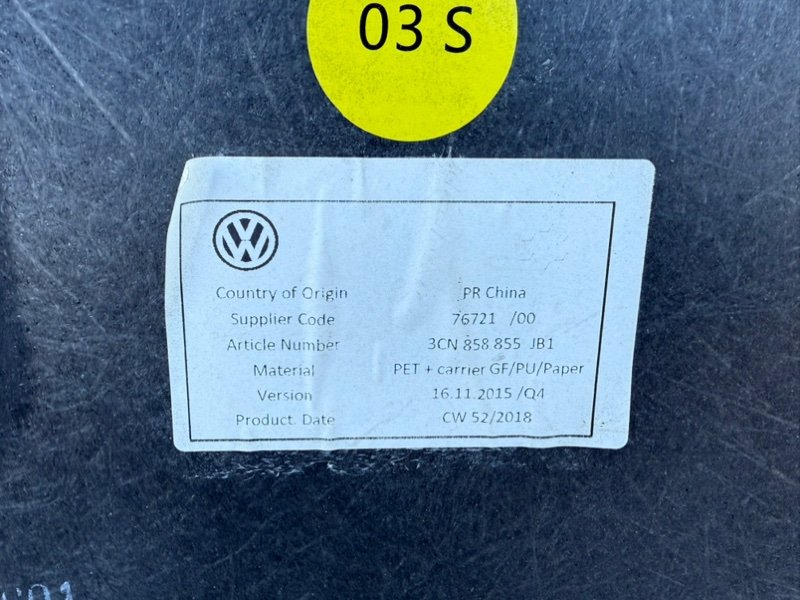 03 S
VW
Country of Origin PR China
Supplier Code 76721 /00
Article Number 3CN 858 855 JB1
Material PET + carrier GF/PU/Paper
Version 16.11.2015 /Q4
Product. Date CW 52/2018